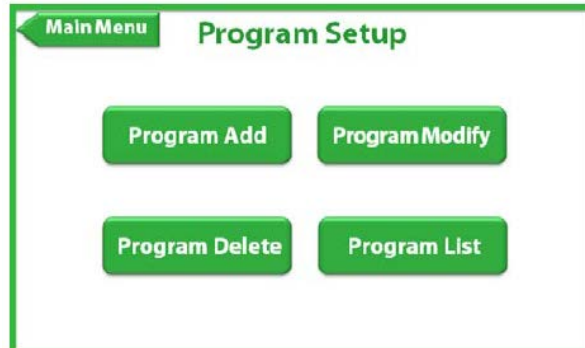 Main Menu
Program Setup
Program Add
Program Modify
Program Delete
Program List